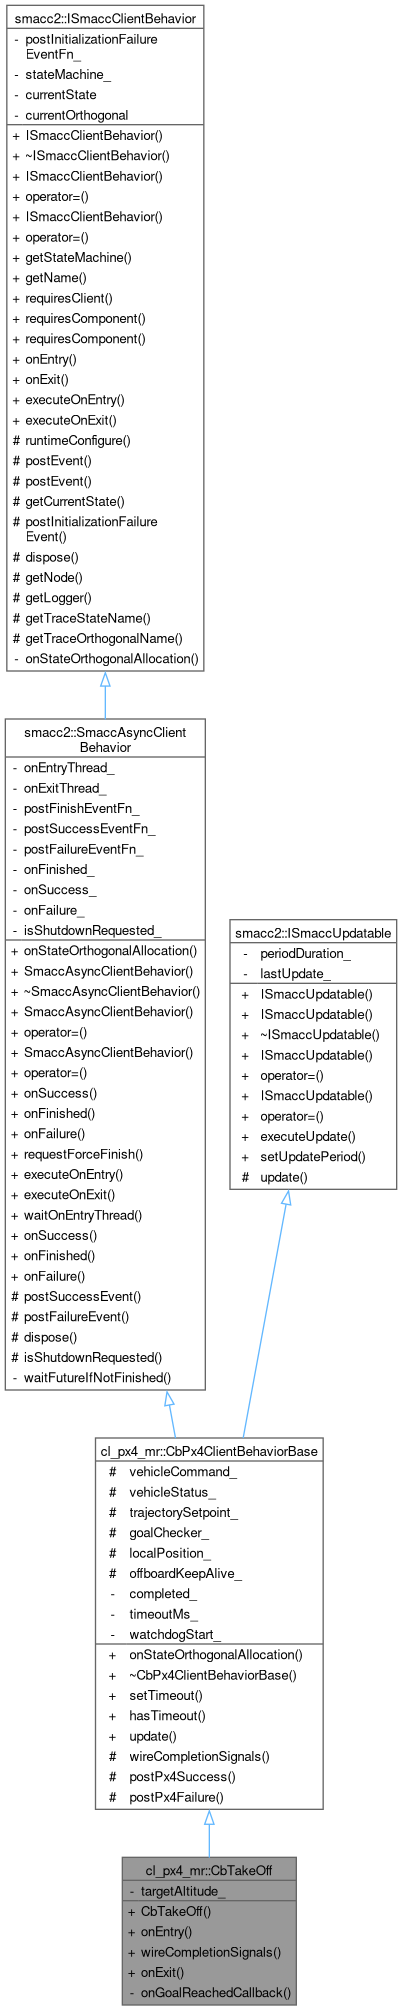 smacc2::ISmaccClientBehavior
- postInitializationFailure
EventFn_
- stateMachine_
- currentState
- currentOrthogonal
+ ISmaccClientBehavior()
+ ~ISmaccClientBehavior()
+ ISmaccClientBehavior()
+ operator=()
+ ISmaccClientBehavior()
+ operator=()
+ getStateMachine()
+ getName()
+ requiresClient()
+ requiresComponent()
+ requiresComponent()
+ onEntry()
+ onExit()
+ executeOnEntry()
+ executeOnExit()
# runtimeConfigure()
# postEvent()
# postEvent()
# getCurrentState()
# postInitializationFailure
Event()
# dispose()
# getNode()
# getLogger()
# getTraceStateName()
# getTraceOrthogonalName()
- onStateOrthogonalAllocation()
smacc2::SmaccAsyncClient
Behavior
- onEntryThread_
- onExitThread_
- postFinishEventFn_
- postSuccessEventFn_
- postFailureEventFn_
- onFinished_
- onSuccess_
- onFailure_
- isShutdownRequested_
+ onStateOrthogonalAllocation()
+ SmaccAsyncClientBehavior()
+ ~SmaccAsyncClientBehavior()
+ SmaccAsyncClientBehavior()
+ operator=()
+ SmaccAsyncClientBehavior()
+ operator=()
+ onSuccess()
+ onFinished()
+ onFailure()
+ requestForceFinish()
+ executeOnEntry()
+ executeOnExit()
+ waitOnEntryThread()
+ onSuccess()
+ onFinished()
+ onFailure()
# postSuccessEvent()
# postFailureEvent()
# dispose()
# isShutdownRequested()
- waitFutureIfNotFinished()
smacc2::ISmaccUpdatable
- periodDuration_
- lastUpdate_
+ ISmaccUpdatable()
+ ISmaccUpdatable()
+ ~ISmaccUpdatable()
+ ISmaccUpdatable()
+ operator=()
+ ISmaccUpdatable()
+ operator=()
+ executeUpdate()
+ setUpdatePeriod()
# update()
cl_px4_mr::CbPx4ClientBehaviorBase
# vehicleCommand_
# vehicleStatus_
# trajectorySetpoint_
# goalChecker_
# localPosition_
# offboardKeepAlive_
- completed_
- timeoutMs_
- watchdogStart_
+ onStateOrthogonalAllocation()
+ ~CbPx4ClientBehaviorBase()
+ setTimeout()
+ hasTimeout()
+ update()
# wireCompletionSignals()
# postPx4Success()
# postPx4Failure()
cl_px4_mr::CbTakeOff
- targetAltitude_
+ CbTakeOff()
+ onEntry()
+ wireCompletionSignals()
+ onExit()
- onGoalReachedCallback()